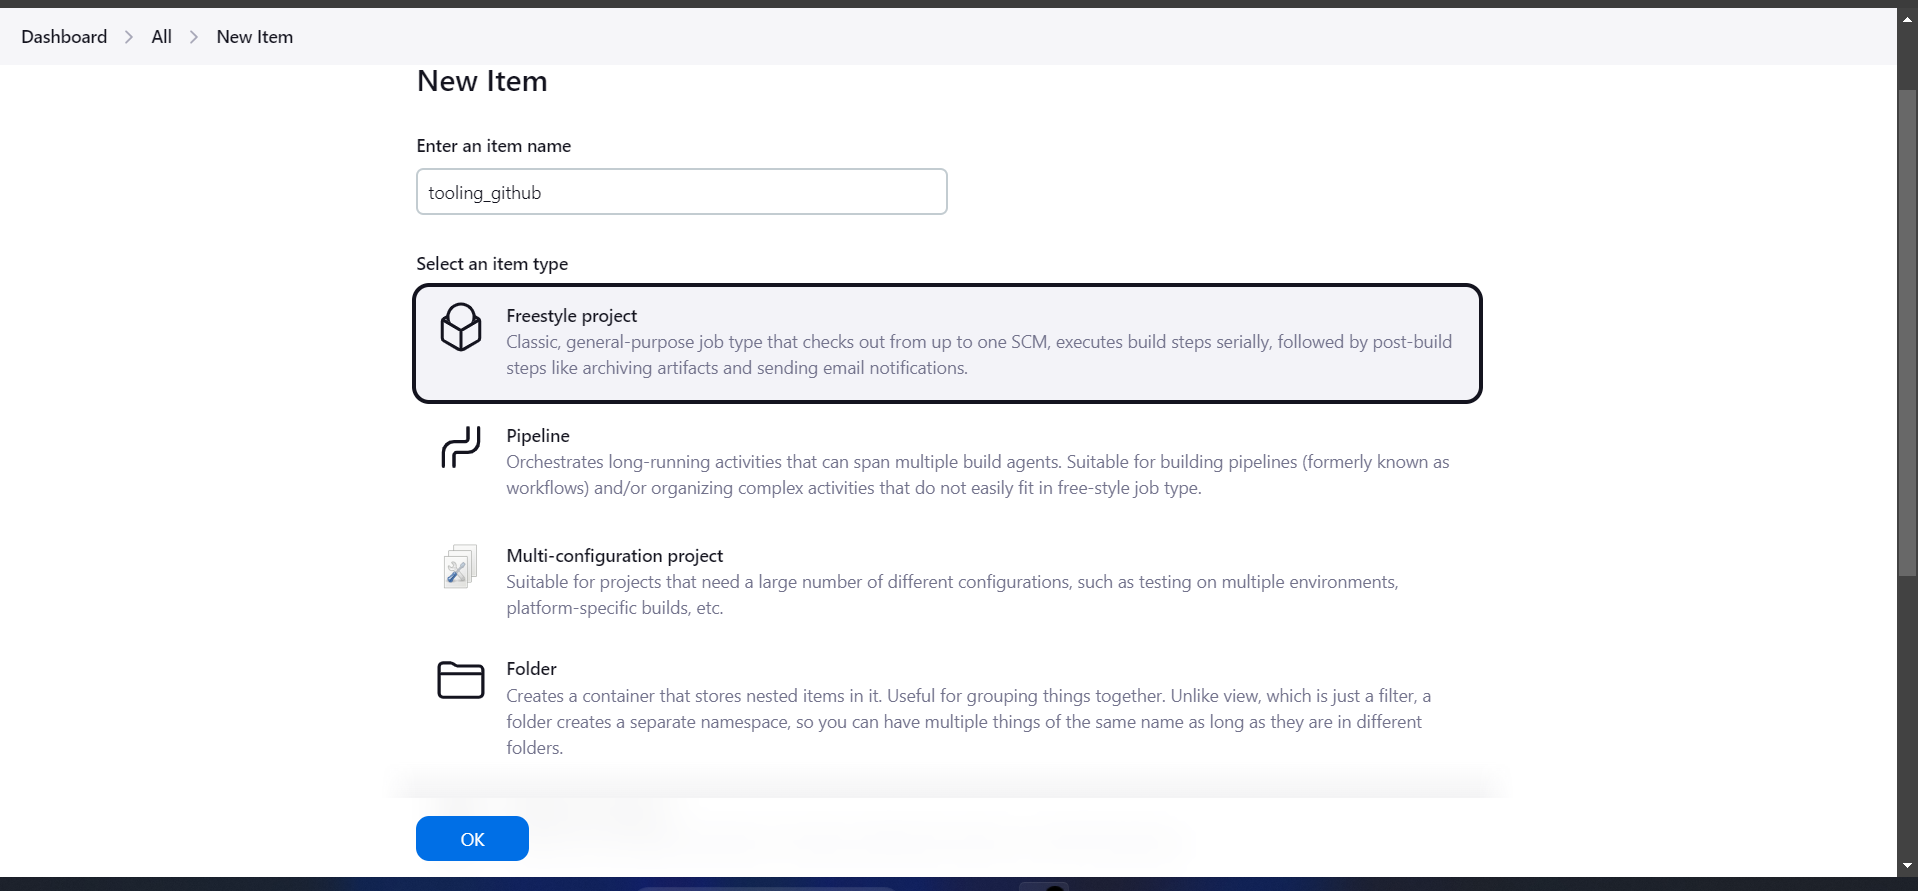 Dashboard > All > New Item
New Item
Enter an item name
tooling_github
Select an item type
Freestyle project
Classic, general-purpose job type that checks out from up to one SCM, executes build steps serially, followed by post-build
steps like archiving artifacts and sending email notifications.
Pipeline
Orchestrates long-running activities that can span multiple build agents. Suitable for building pipelines (formerly known as
workflows) and/or organizing complex activities that do not easily fit in free-style job type.
Multi-configuration project
Suitable for projects that need a large number of different configurations, such as testing on multiple environments,
platform-specific builds, etc.
Folder
Creates a container that stores nested items in it. Useful for grouping things together. Unlike view, which is just a filter, a
folder creates a separate namespace, so you can have multiple things of the same name as long as they are in different
folders.
OK